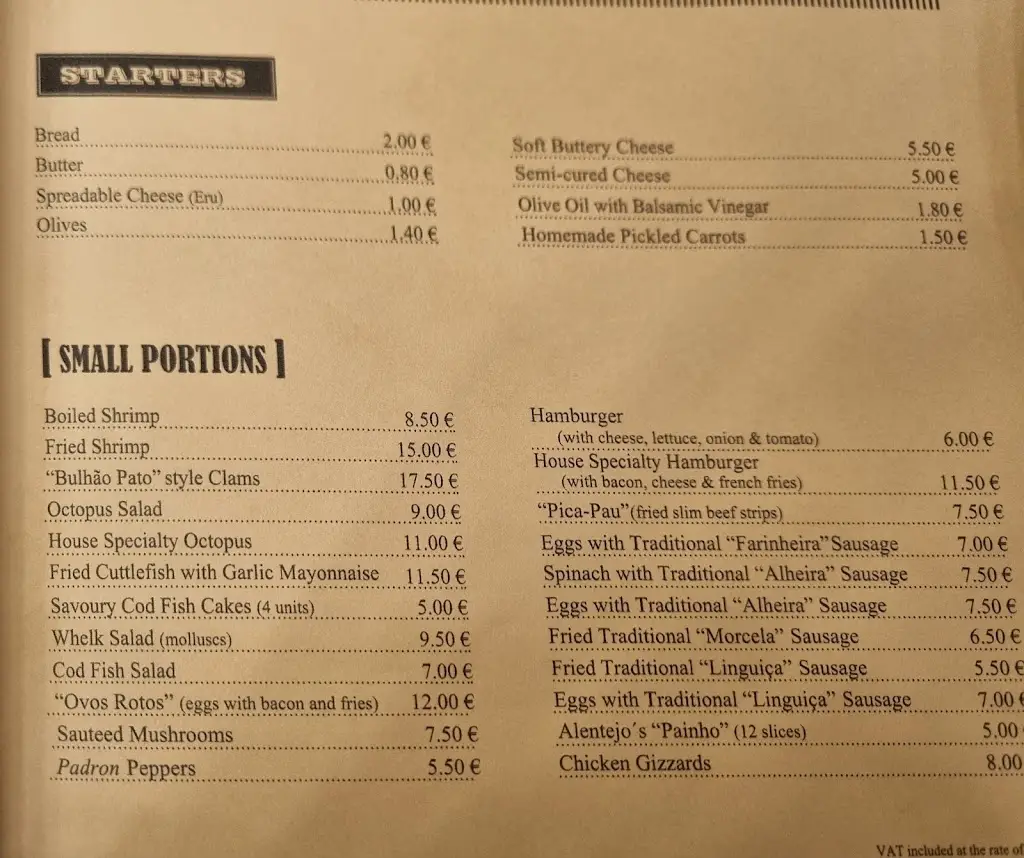 STARTERS
Bread 2.00 €
Butter 0.80 €
Spreadable Cheese (Eru) 1.00 €
Olives 1.40 €
Soft Buttery Cheese 5.50 €
Semi-cured Cheese 5.00 €
Olive Oil with Balsamic Vinegar 1.80 €
Homemade Pickled Carrots 1.50 €
[ SMALL PORTIONS ]
Boiled Shrimp 8.50 €
Fried Shrimp 15.00 €
“Bulhão Pato” style Clams 17.50 €
Octopus Salad 9.00 €
House Specialty Octopus 11.00 €
Fried Cuttlefish with Garlic Mayonnaise 11.50 €
Savoury Cod Fish Cakes (4 units) 5.00 €
Whelk Salad (molluscs) 9.50 €
Cod Fish Salad 7.00 €
“Ovos Rotos” (eggs with bacon and fries) 12.00 €
Sauteed Mushrooms 7.50 €
Padron Peppers 5.50 €
Hamburger
(with cheese, lettuce, onion & tomato) 6.00 €
House Specialty Hamburger
(with bacon, cheese & french fries) 11.50 €
“Pica-Pau”(fried slim beef strips) 7.50 €
Eggs with Traditional “Farinheira” Sausage 7.00 €
Spinach with Traditional “Alheira” Sausage 7.50 €
Eggs with Traditional “Alheira” Sausage 7.50 €
Fried Traditional “Morcela” Sausage 6.50 €
Fried Traditional “Linguiça” Sausage 5.50 €
Eggs with Traditional “Linguiça” Sausage 7.00 €
Alentejo´s “Painho” (12 slices) 5.00
Chicken Gizzards 8.00
VAT included at the rate of